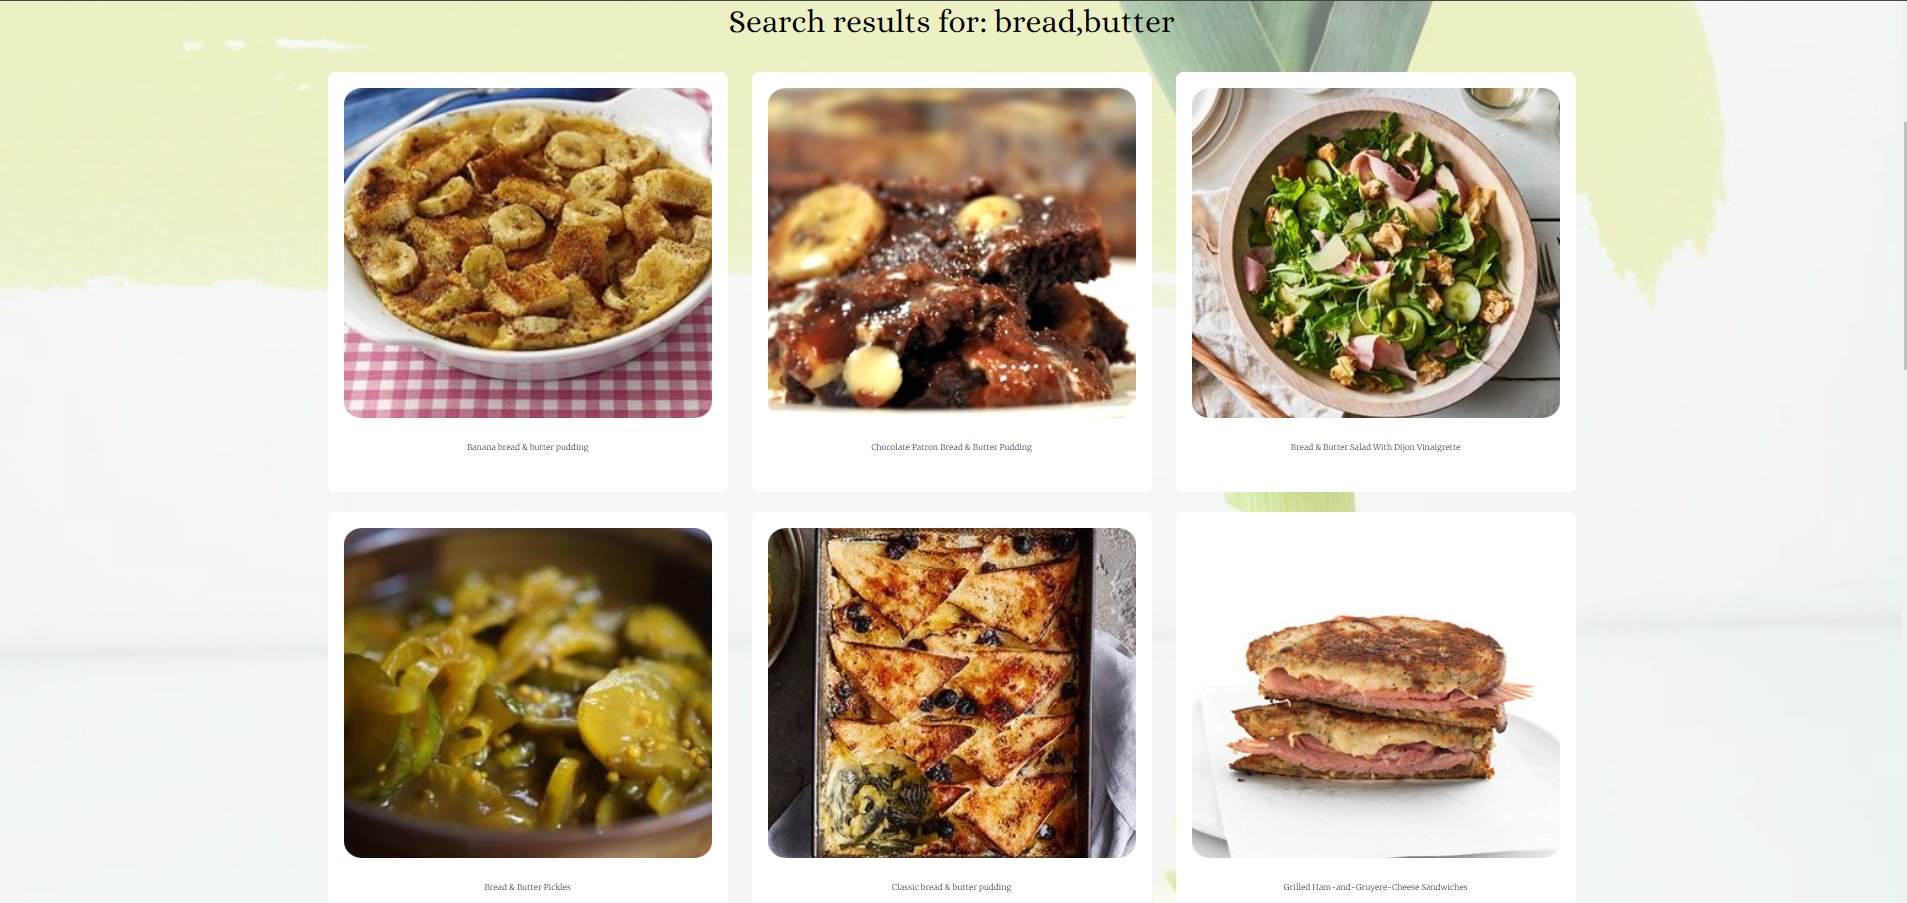 Search results for: bread,butter
Banana bread & butter pudding
Chocolate Patron Bread & Butter Pudding
Bread & Butter Salad With Dijon Vinaigrette
Bread & Butter Pickles
Classic bread & butter pudding
Grilled Ham-and-Gruyere-Cheese Sandwiches